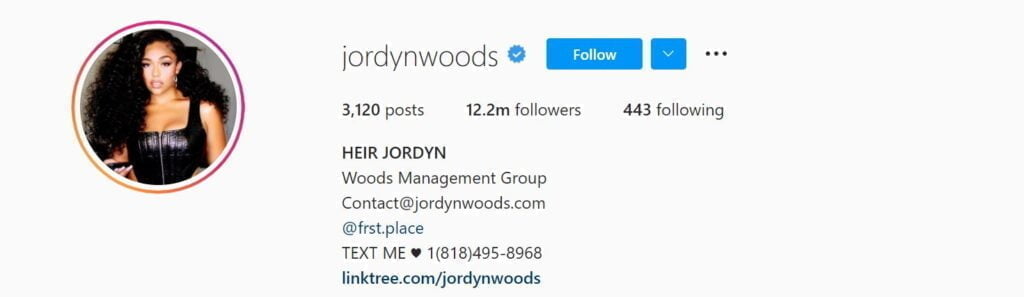 jordynwoods Follow
3,120 posts 12.2m followers 443 following
HEIR JORDYN
Woods Management Group
Contact@jordynwoods.com
@frst.place
TEXT ME ♥ 1(818)495-8968
linktree.com/jordynwoods